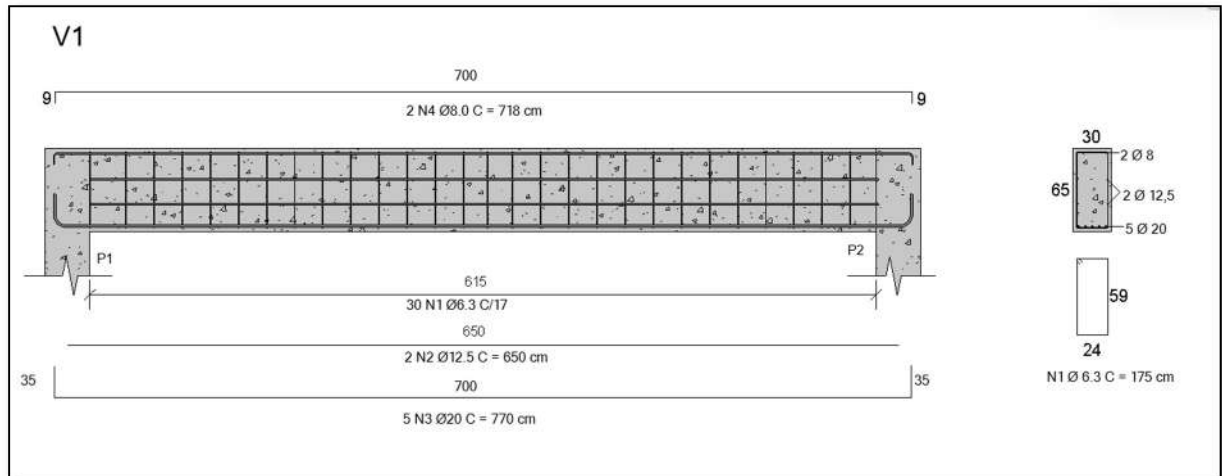 V1
700
9
9
2 N4 Ø8.0 C = 718 cm
30
2 Ø 8
65
2 Ø 12,5
5 Ø 20
P1
P2
615
30 N1 Ø6.3 C/17
59
24
N1 Ø 6.3 C = 175 cm
650
2 N2 Ø12.5 C = 650 cm
35
35
700
5 N3 Ø20 C = 770 cm